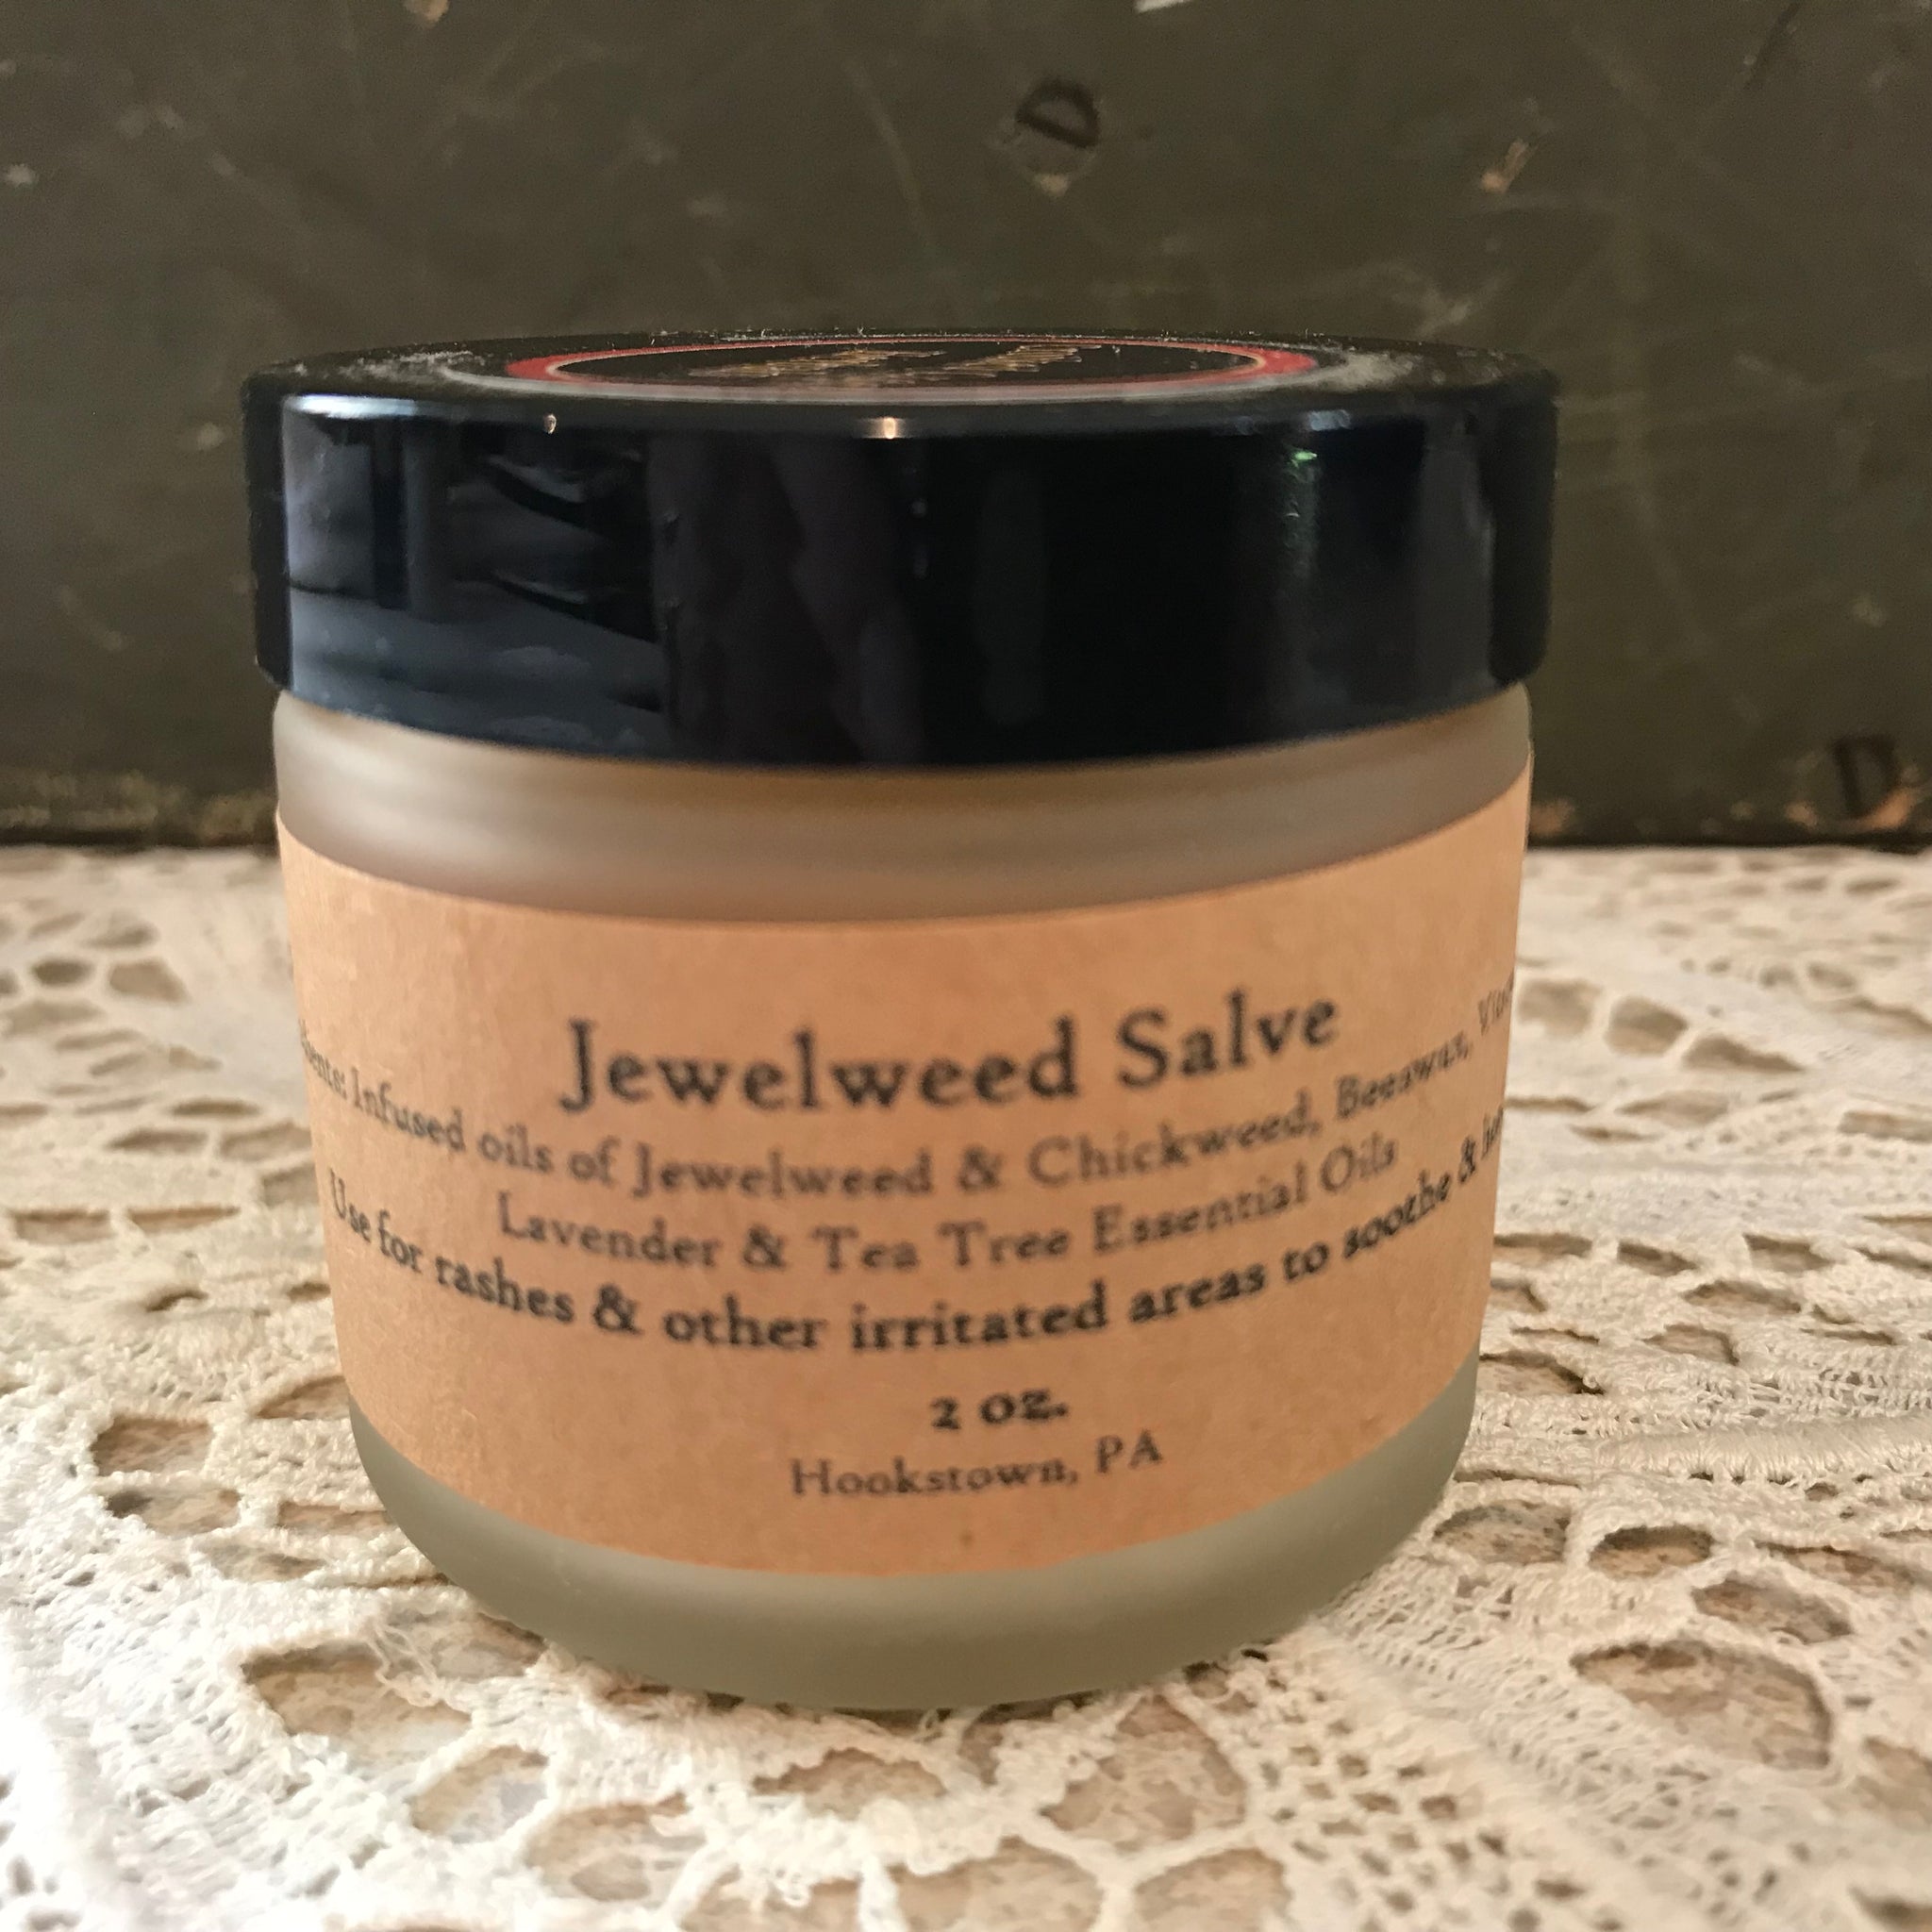 Jewelweed Salve
Infused oils of Jewelweed & Chickweed, Beeswax,
Lavender & Tea Tree Essential Oils
Use for rashes & other irritated areas to soothe &
2 oz.
Hookstown, PA